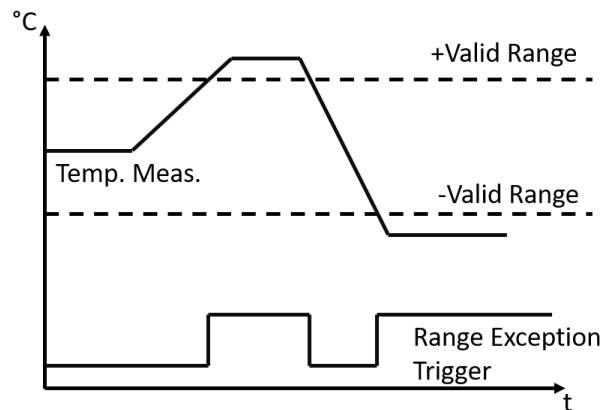 °C
+Valid Range
Temp. Meas.
-Valid Range
Range Exception
Trigger
t